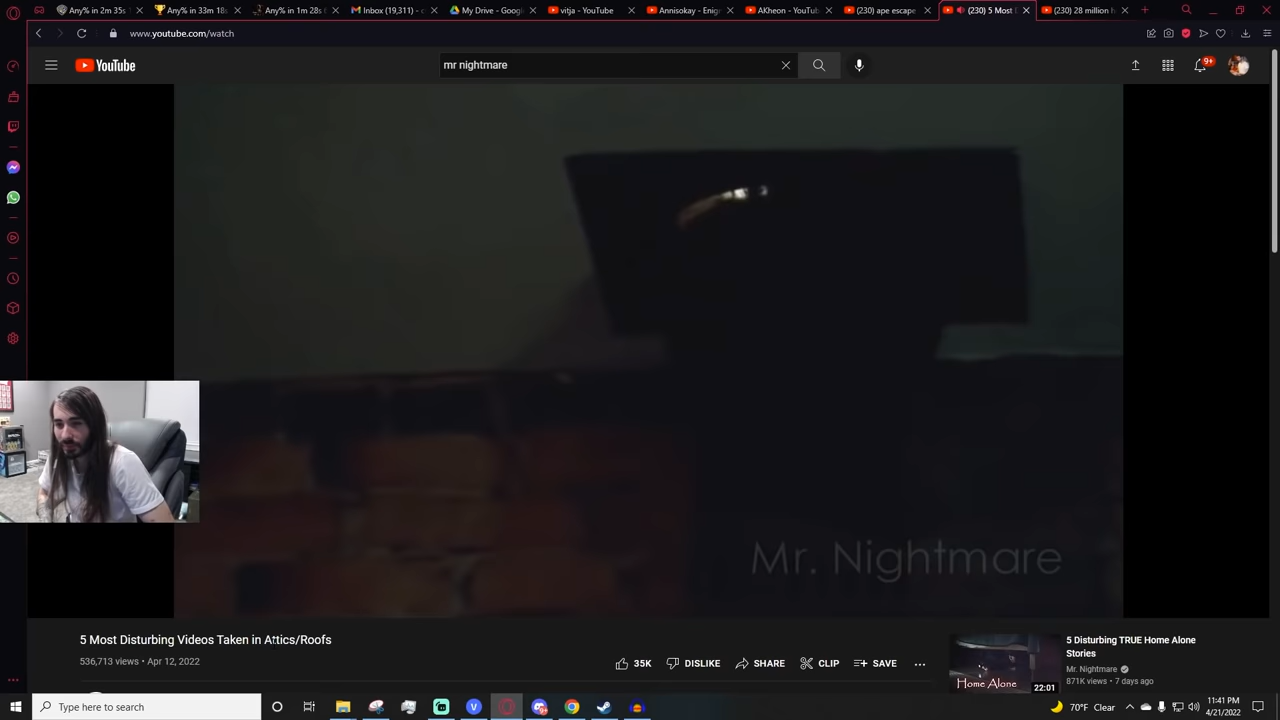 Any% in 2m 35s
Any% in 33m 18s
Any% in 1m 28s
Inbox (19,311) - c
My Drive - Googl
vitja - YouTube
Annisokay - Enigm
AKheon - YouTu
(230) ape escape
(230) 5 Most
(230) 28 million h
www.youtube.com/watch
YouTube
mr nightmare
9+
Mr. Nightmare
5 Most Disturbing Videos Taken in Attics/Roofs
536,713 views • Apr 12, 2022
35K
DISLIKE
SHARE
CLIP
SAVE
Home Alone
22:01
5 Disturbing TRUE Home Alone
Stories
Mr. Nightmare
871K views • 7 days ago
Type here to search
70°F Clear
11:41 PM
4/21/2022